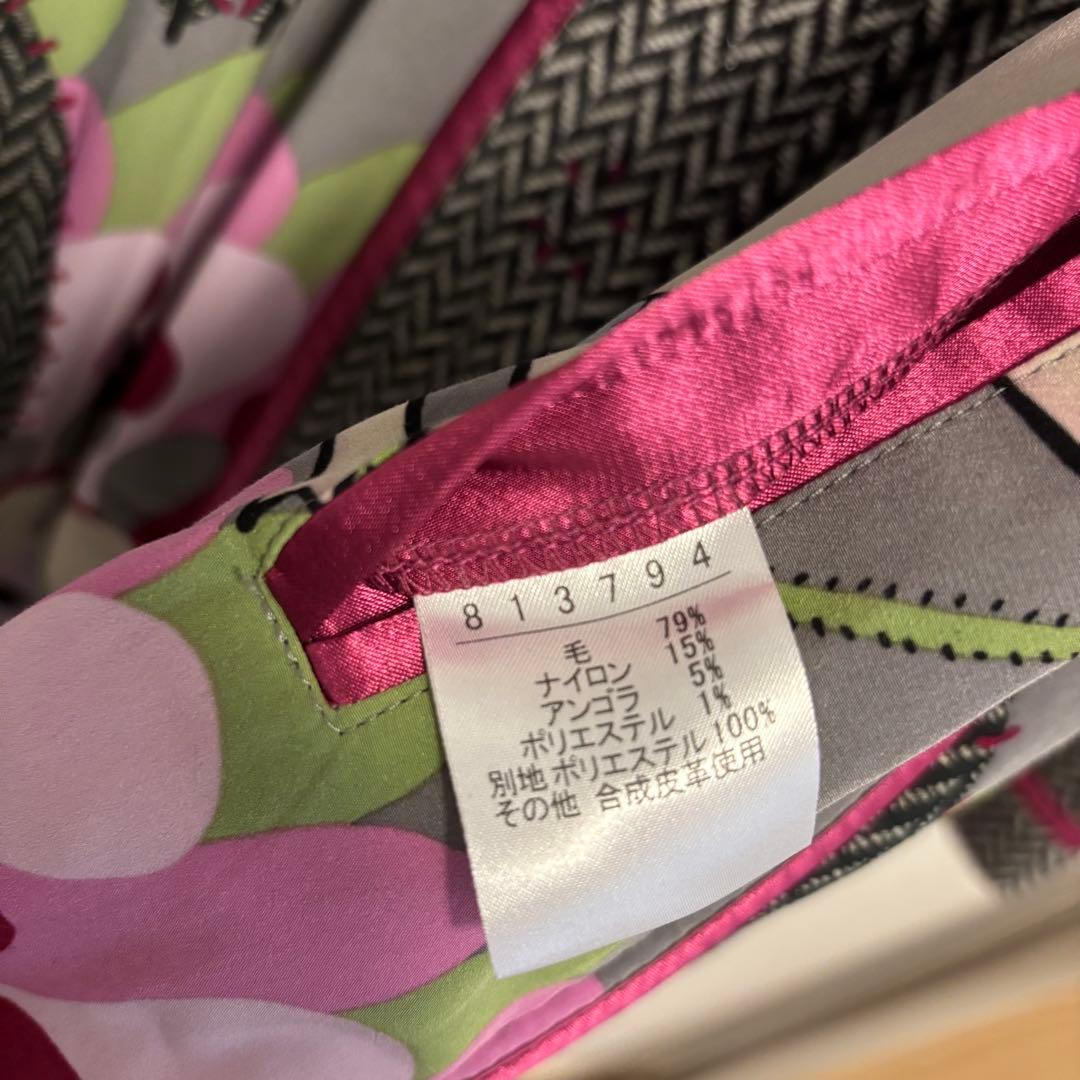 813794
毛 79%
ナイロン 15%
アンゴラ 5%
ポリエステル 1%
別地 ポリエステル 100%
その他 合成皮革使用